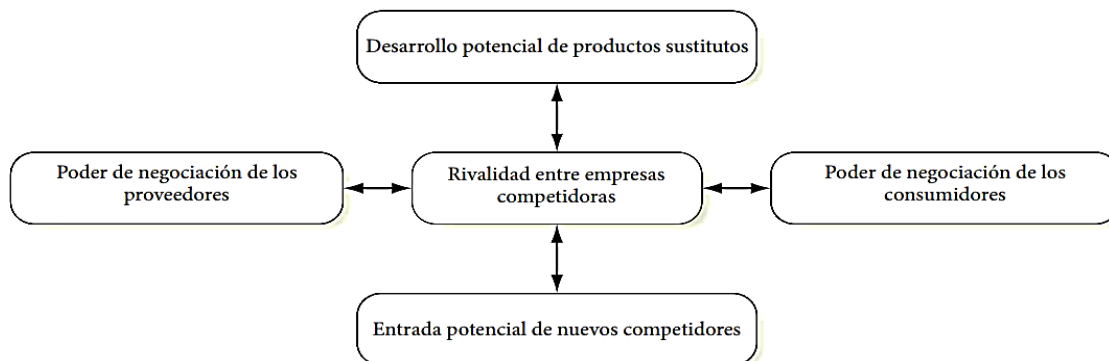 Desarrollo potencial de productos sustitutos
Poder de negociación de los
proveedores
Rivalidad entre empresas
competidoras
Poder de negociación de los
consumidores
Entrada potencial de nuevos competidores